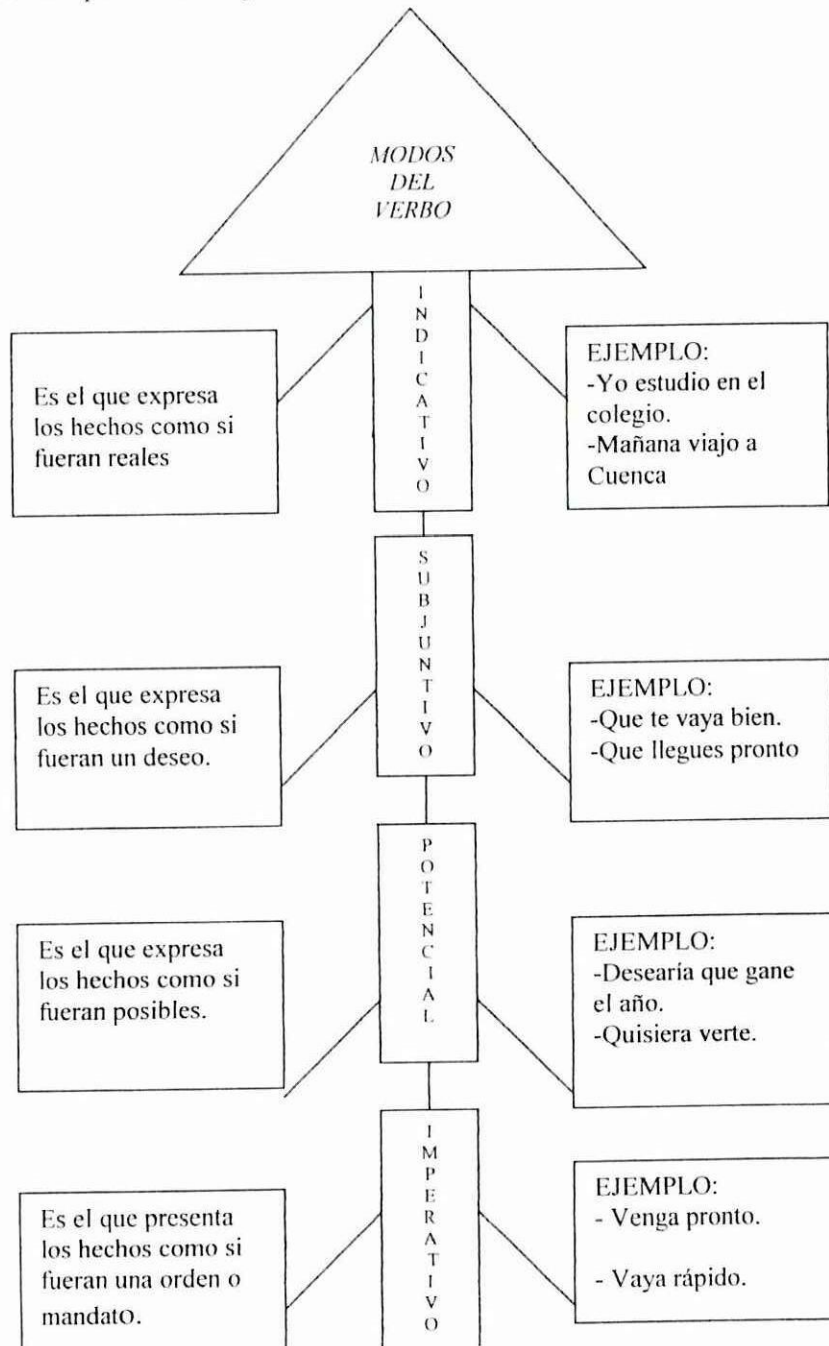 MODOS
DEL
VERBO
INDICATIVO
Es el que expresa
los hechos como si
fueran reales
EJEMPLO:
-Yo estudio en el
colegio.
-Mañana viajo a
Cuenca
SUBJUNTIVO
Es el que expresa
los hechos como si
fueran un deseo.
EJEMPLO:
-Que te vaya bien.
-Que llegues pronto
POTENCIAL
Es el que expresa
los hechos como si
fueran posibles.
EJEMPLO:
-Desearía que gane
el año.
-Quisiera verte.
IMPERATIVO
Es el que presenta
los hechos como si
fueran una orden o
mandato.
EJEMPLO:
- Venga pronto.
- Vaya rápido.